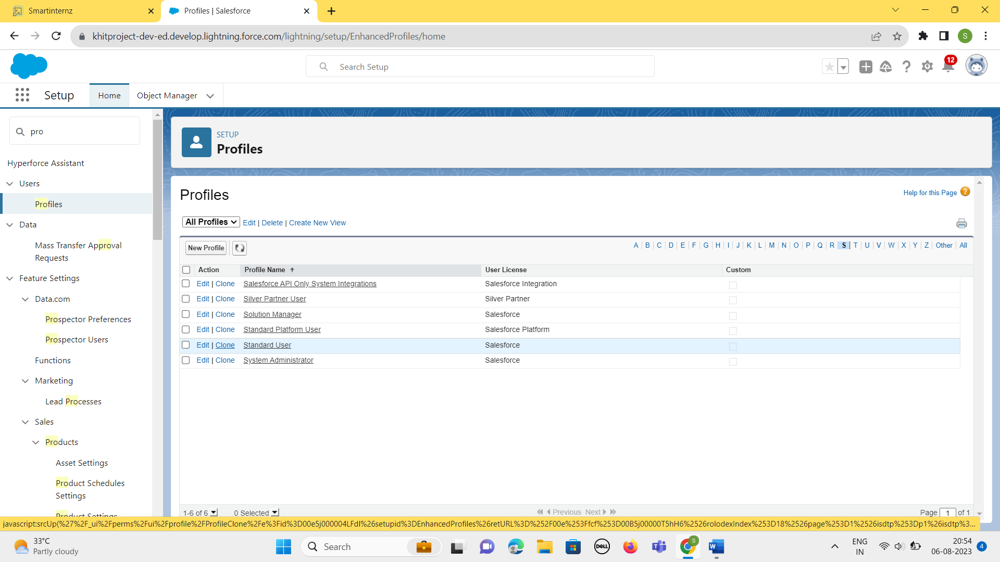 Smartinternz
Profiles | Salesforce
khitproject-dev-ed.develop.lightning.force.com/lightning/setup/EnhancedProfiles/home
S
Search Setup
12
Setup
Home
Object Manager
pro
Hyperforce Assistant
Users
Profiles
Data
Mass Transfer Approval
Requests
Feature Settings
Data.com
Prospector Preferences
Prospector Users
Functions
Marketing
Lead Processes
Sales
Products
Asset Settings
Product Schedules
Settings
Product Settings
SETUP
Profiles
Profiles
Help for this Page ?
All Profiles Edit | Delete | Create New View
New Profile
A B C D E F G H I J K L M N O P Q R S T U V W X Y Z Other All
Action Profile Name User License Custom
Edit | Clone Salesforce API Only System Integrations Salesforce Integration
Edit | Clone Silver Partner User Silver Partner
Edit | Clone Solution Manager Salesforce
Edit | Clone Standard Platform User Salesforce Platform
Edit | Clone Standard User Salesforce
Edit | Clone System Administrator Salesforce
1-6 of 6 0 Selected Previous Next Page 1 of 1
javascript:srcUp(%27%2F_ui%2Fperms%2Fui%2Fprofile%2FProfileClone%2Fe%3Fid%3D00e5j000004LFdI%26setupid%3DEnhancedProfiles%26retURL%3D%252F00e%253Ffcf%253D00B5j00000T5hH6%2526rolodexIndex%253D18%2526page%253D1%2526isdtp%253Dp1%26isdtp%3...
33°C
Partly cloudy
Search
DELL
S
W
ENG
IN
20:54
06-08-2023
4